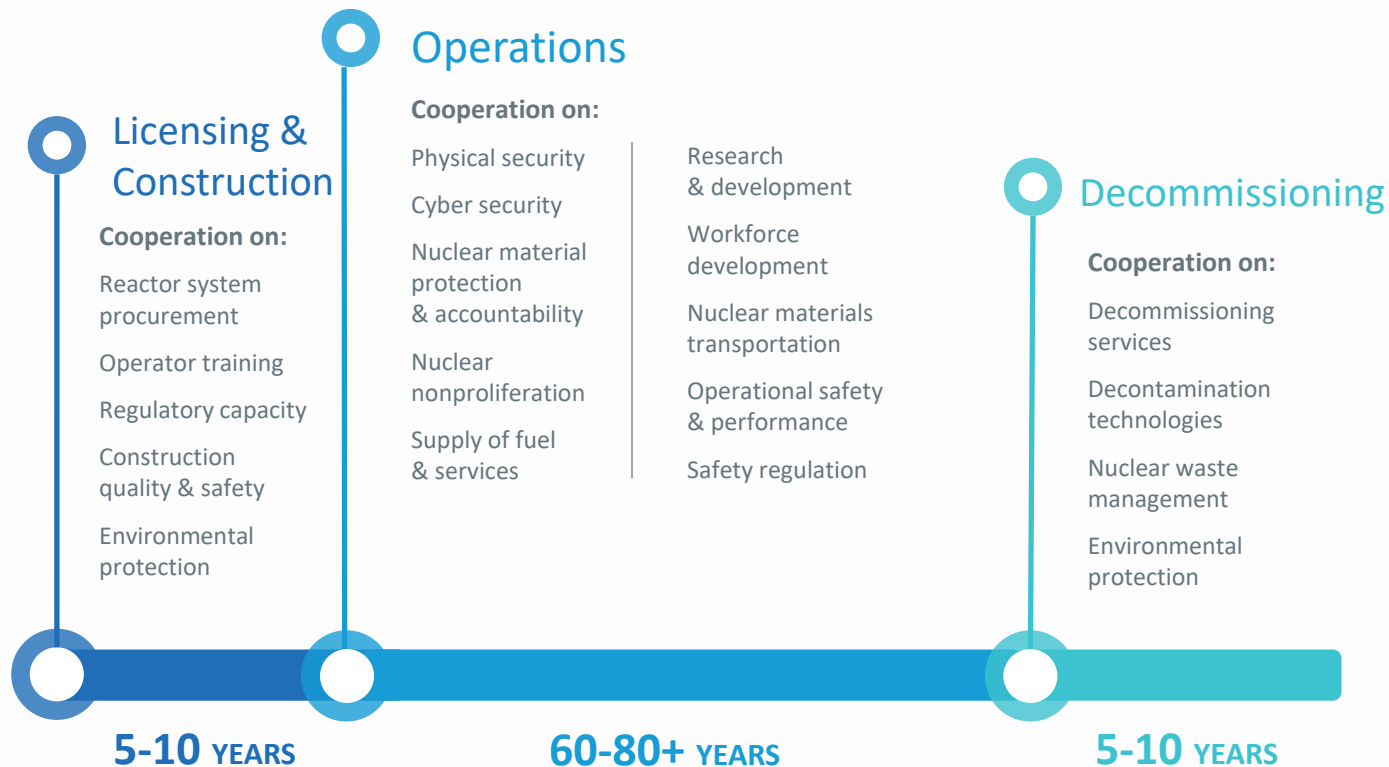 Licensing &
Construction
Cooperation on:
Reactor system
procurement
Operator training
Regulatory capacity
Construction
quality & safety
Environmental
protection
5-10 YEARS
Operations
Cooperation on:
Physical security
Cyber security
Nuclear material
protection
& accountability
Nuclear
nonproliferation
Supply of fuel
& services
Research
& development
Workforce
development
Nuclear materials
transportation
Operational safety
& performance
Safety regulation
60-80+ YEARS
Decommissioning
Cooperation on:
Decommissioning
services
Decontamination
technologies
Nuclear waste
management
Environmental
protection
5-10 YEARS